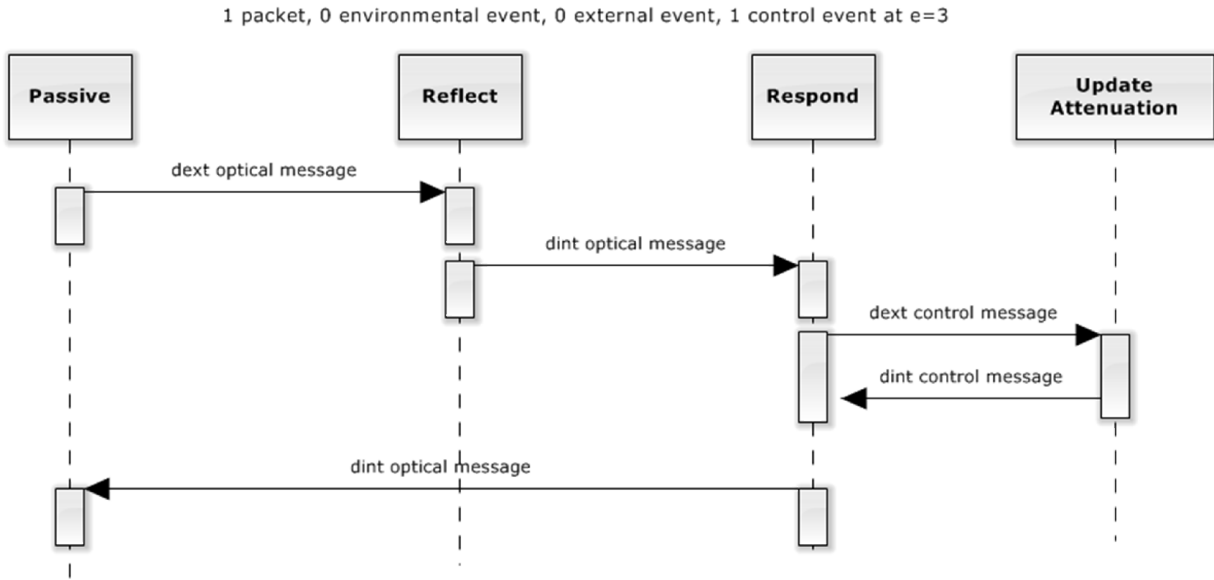 1 packet, 0 environmental event, 0 external event, 1 control event at e=3
Passive
Reflect
Respond
Update
Attenuation
dext optical message
dint optical message
dext control message
dint control message
dint optical message